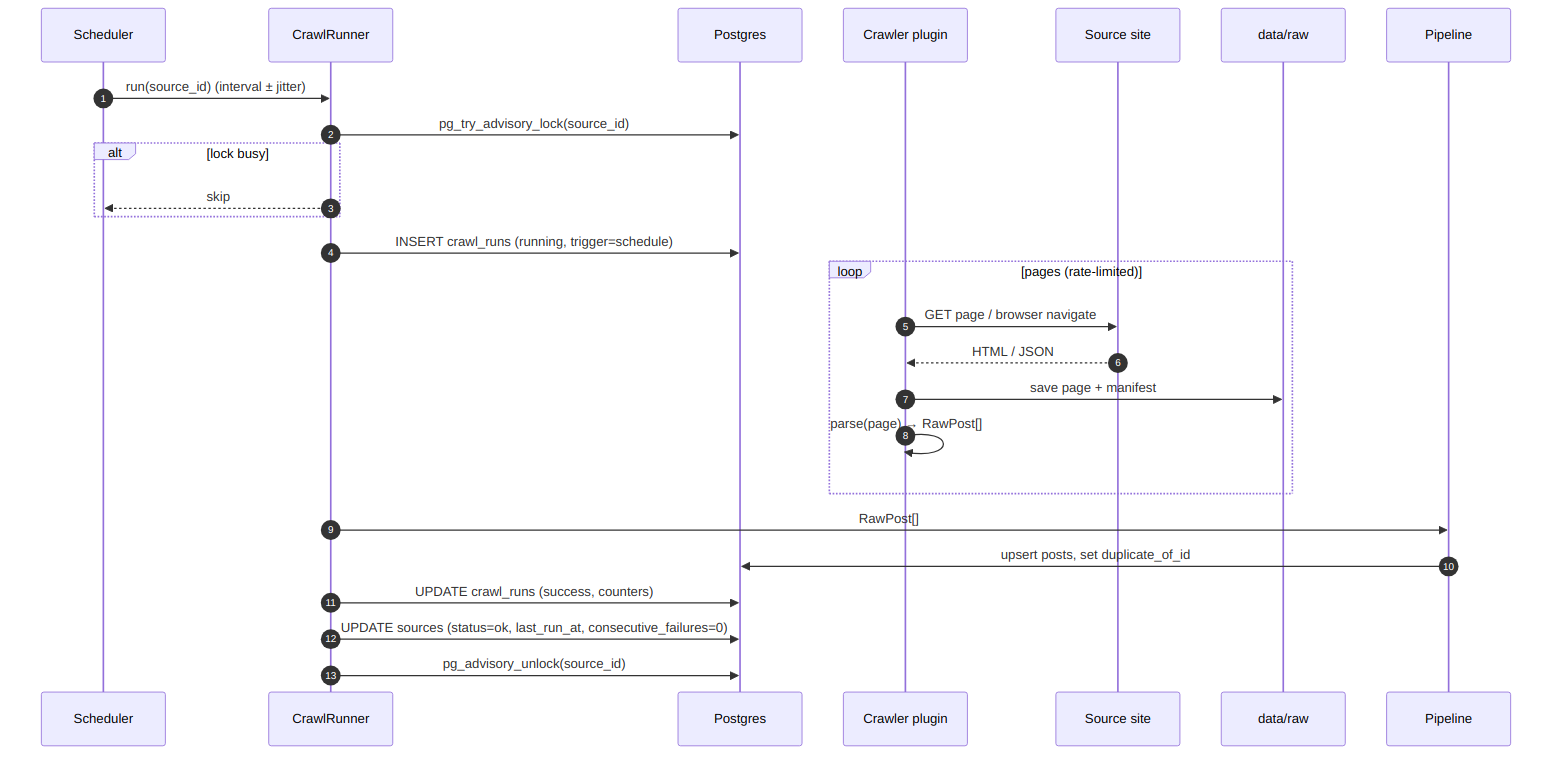 Scheduler
CrawlRunner
Postgres
Crawler plugin
Source site
data/raw
Pipeline
1
run(source_id) (interval ± jitter)
2
pg_try_advisory_lock(source_id)
alt
[lock busy]
skip
3
4
INSERT crawl_runs (running, trigger=schedule)
loop
[pages (rate-limited)]
5
GET page / browser navigate
HTML / JSON
6
7
save page + manifest
parse(page) → RawPost[]
8
9
RawPost[]
upsert posts, set duplicate_of_id
10
11
UPDATE crawl_runs (success, counters)
12
UPDATE sources (status=ok, last_run_at, consecutive_failures=0)
13
pg_advisory_unlock(source_id)
Scheduler
CrawlRunner
Postgres
Crawler plugin
Source site
data/raw
Pipeline